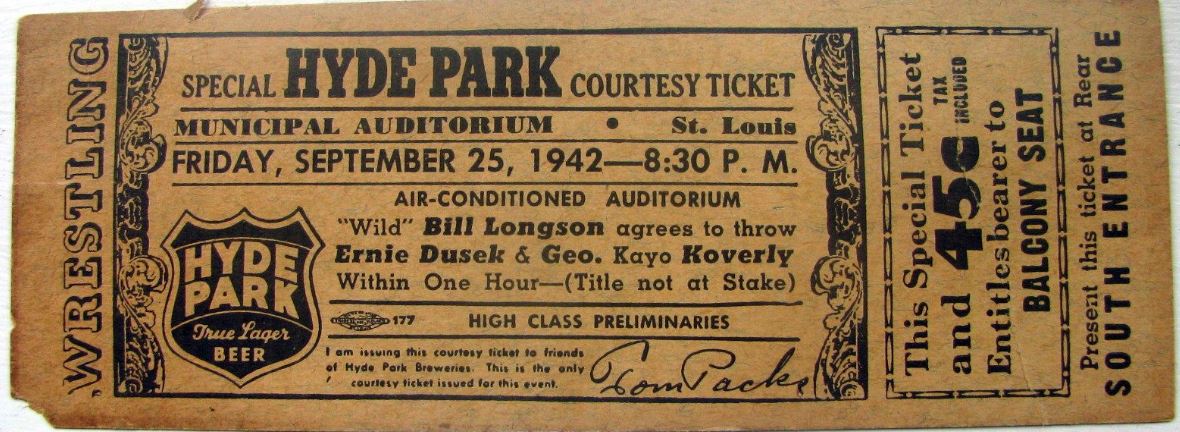 WRESTLING
SPECIAL HYDE PARK COURTESY TICKET
MUNICIPAL AUDITORIUM • St. Louis
FRIDAY, SEPTEMBER 25, 1942—8:30 P. M.
AIR-CONDITIONED AUDITORIUM
"Wild" Bill Longson agrees to throw
Ernie Dusek & Geo. Kayo Koverly
Within One Hour—(Title not at Stake)
HYDE
PARK
True Lager
BEER
177
HIGH CLASS PRELIMINARIES
I am issuing this courtesy ticket to friends
of Hyde Park Breweries. This is the only
courtesy ticket issued for this event.
Tom Packs
This Special Ticket
and 45c TAX INCLUDED
Entitles bearer to
BALCONY SEAT
Present this ticket at Rear
SOUTH ENTRANCE